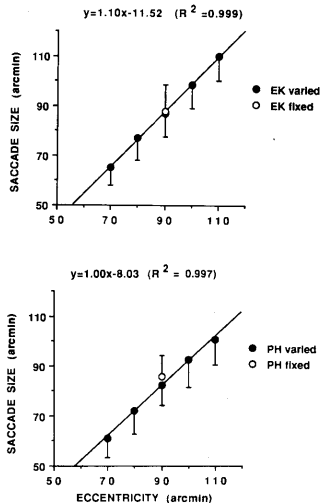 y=1.10x-11.52 (R 2 =0.999)
SACCADE SIZE (arcmin)
110
90
70
50
50 70 90 110
EK varied
EK fixed
y=1.00x-8.03 (R 2 = 0.997)
SACCADE SIZE (arcmin)
110
90
70
50
50 70 90 110
PH varied
PH fixed
ECCENTRICITY (arcmin)